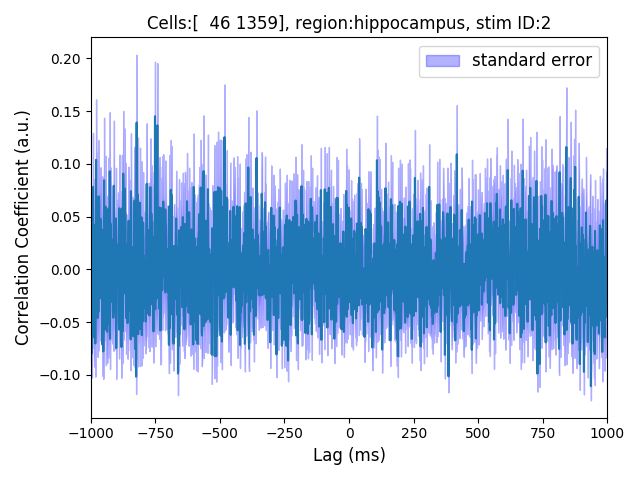 Cells:[  46 1359], region:hippocampus, stim ID:2
standard error
Correlation Coefficient (a.u.)
0.20
0.15
0.10
0.05
0.00
−0.05
−0.10
−1000 −750 −500 −250 0 250 500 750 1000
Lag (ms)